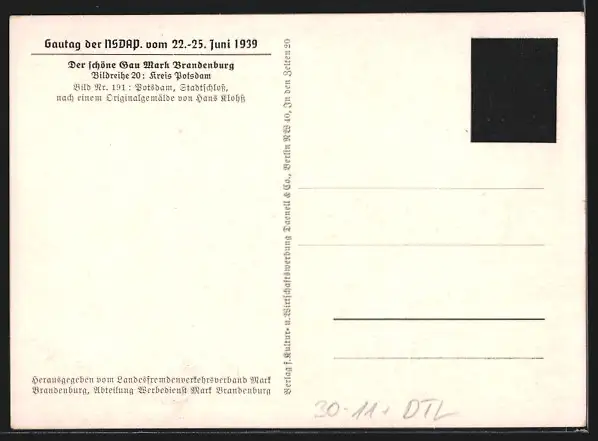 Gautag der NSDAP. vom 22.-25. Juni 1939
Der schöne Gau Mark Brandenburg
Bildreihe 20: Kreis Potsdam
Bild Nr. 191: Potsdam, Stadtschloß,
nach einem Originalgemälde von Hans Klohß
Herausgegeben vom Landesfremdenverkehrsverband Mark
Brandenburg, Abteilung Werbedienst Mark Brandenburg
Verlag f. Kultur- u. Wirtschaftswerbung Daenell & Co., Berlin NW 40, In den Zelten 20
30-11. DTL